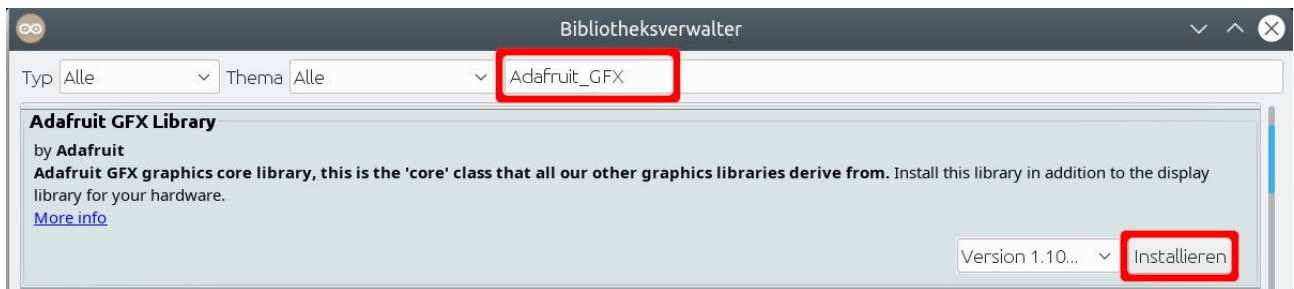 Bibliotheksverwalter
Typ Alle Thema Alle Adafruit_GFX
Adafruit GFX Library
by Adafruit
Adafruit GFX graphics core library, this is the 'core' class that all our other graphics libraries derive from. Install this library in addition to the display
library for your hardware.
More info
Version 1.10... Installieren